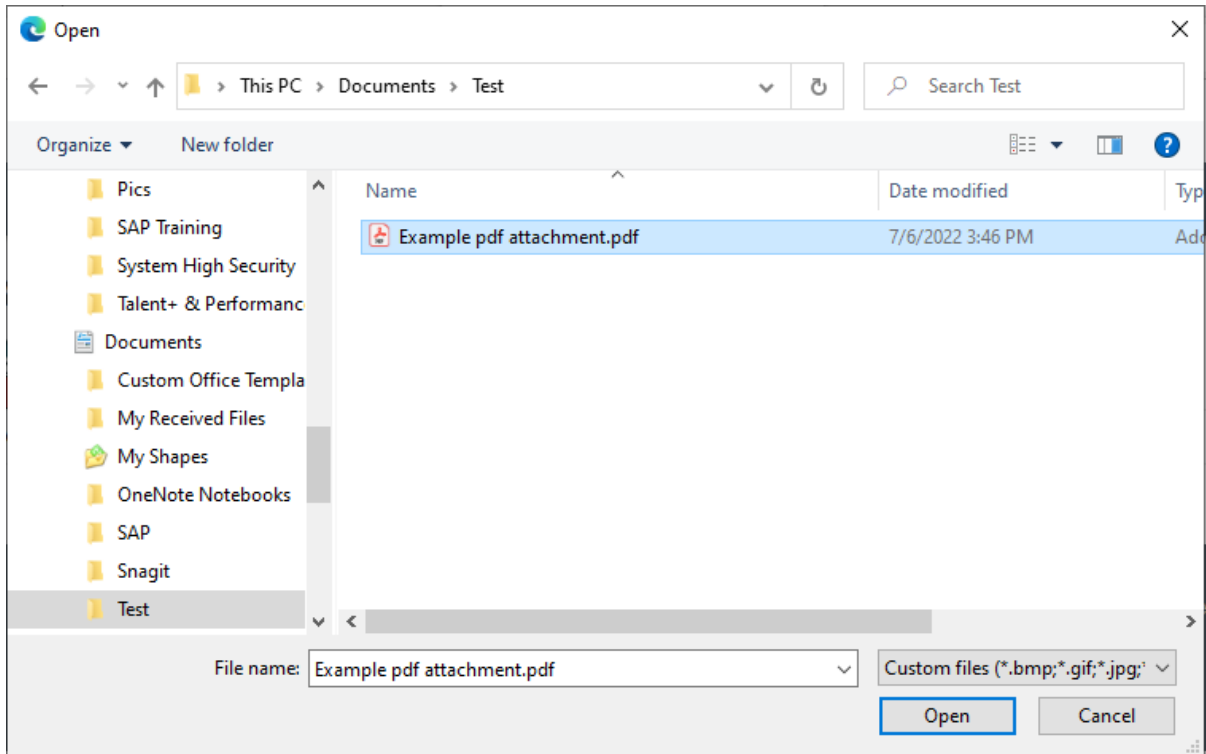 Open
This PC > Documents > Test
Search Test
Organize
New folder
Name
Date modified
Typ
Pics
SAP Training
System High Security
Talent+ & Performanc
Documents
Custom Office Templa
My Received Files
My Shapes
OneNote Notebooks
SAP
Snagit
Test
Example pdf attachment.pdf
7/6/2022 3:46 PM
Ado
File name:
Example pdf attachment.pdf
Custom files (*.bmp;*.gif;*.jpg;*
Open
Cancel